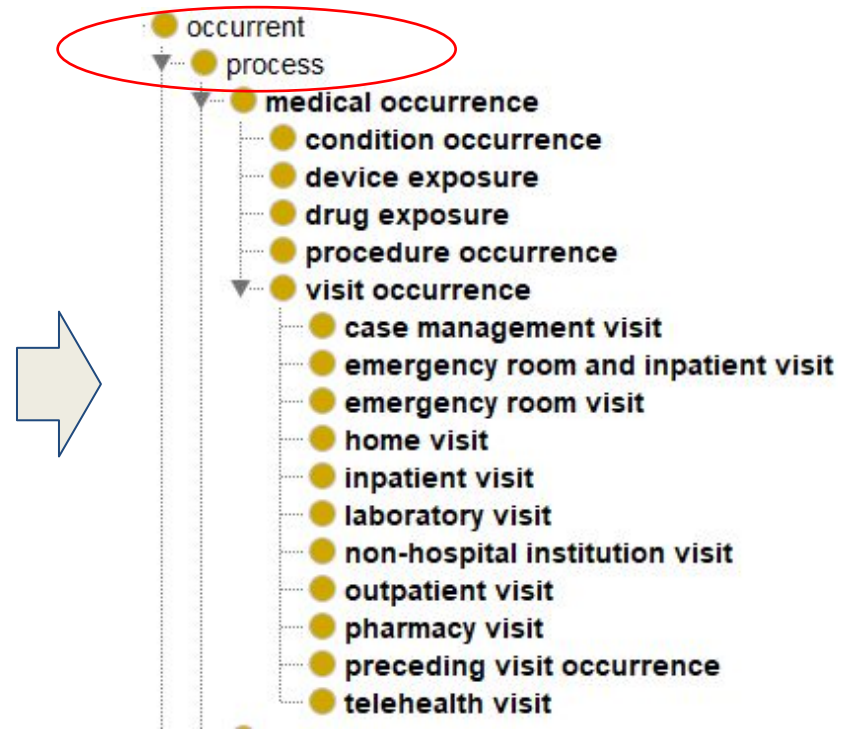 occurrent
process
medical occurrence
condition occurrence
device exposure
drug exposure
procedure occurrence
visit occurrence
case management visit
emergency room and inpatient visit
emergency room visit
home visit
inpatient visit
laboratory visit
non-hospital institution visit
outpatient visit
pharmacy visit
preceding visit occurrence
telehealth visit